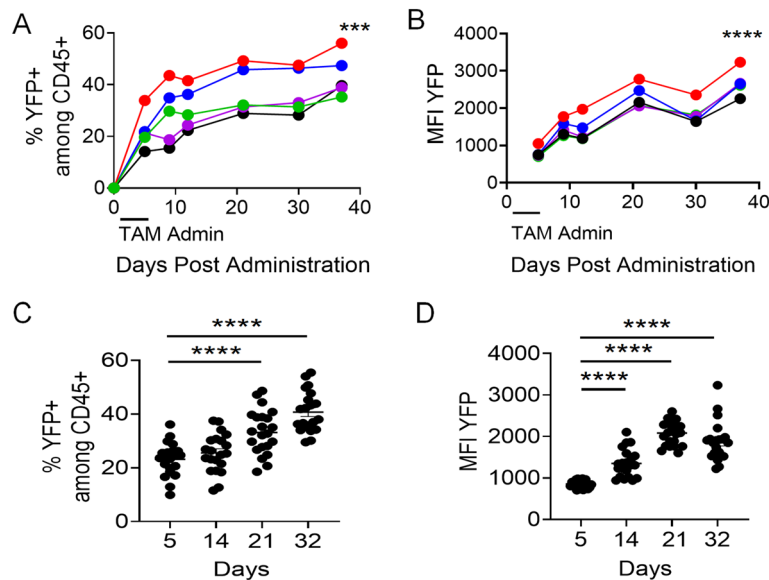 A
% YFP+
among CD45+
60
40
20
0
***
0
10
20
30
40
TAM Admin
Days Post Administration
B
MFI YFP
4000
3000
2000
1000
0
****
0
10
20
30
40
TAM Admin
Days Post Administration
C
% YFP+
among CD45+
60
40
20
0
****
****
5 14 21 32
Days
D
MFI YFP
4000
3000
2000
1000
0
****
****
****
5 14 21 32
Days